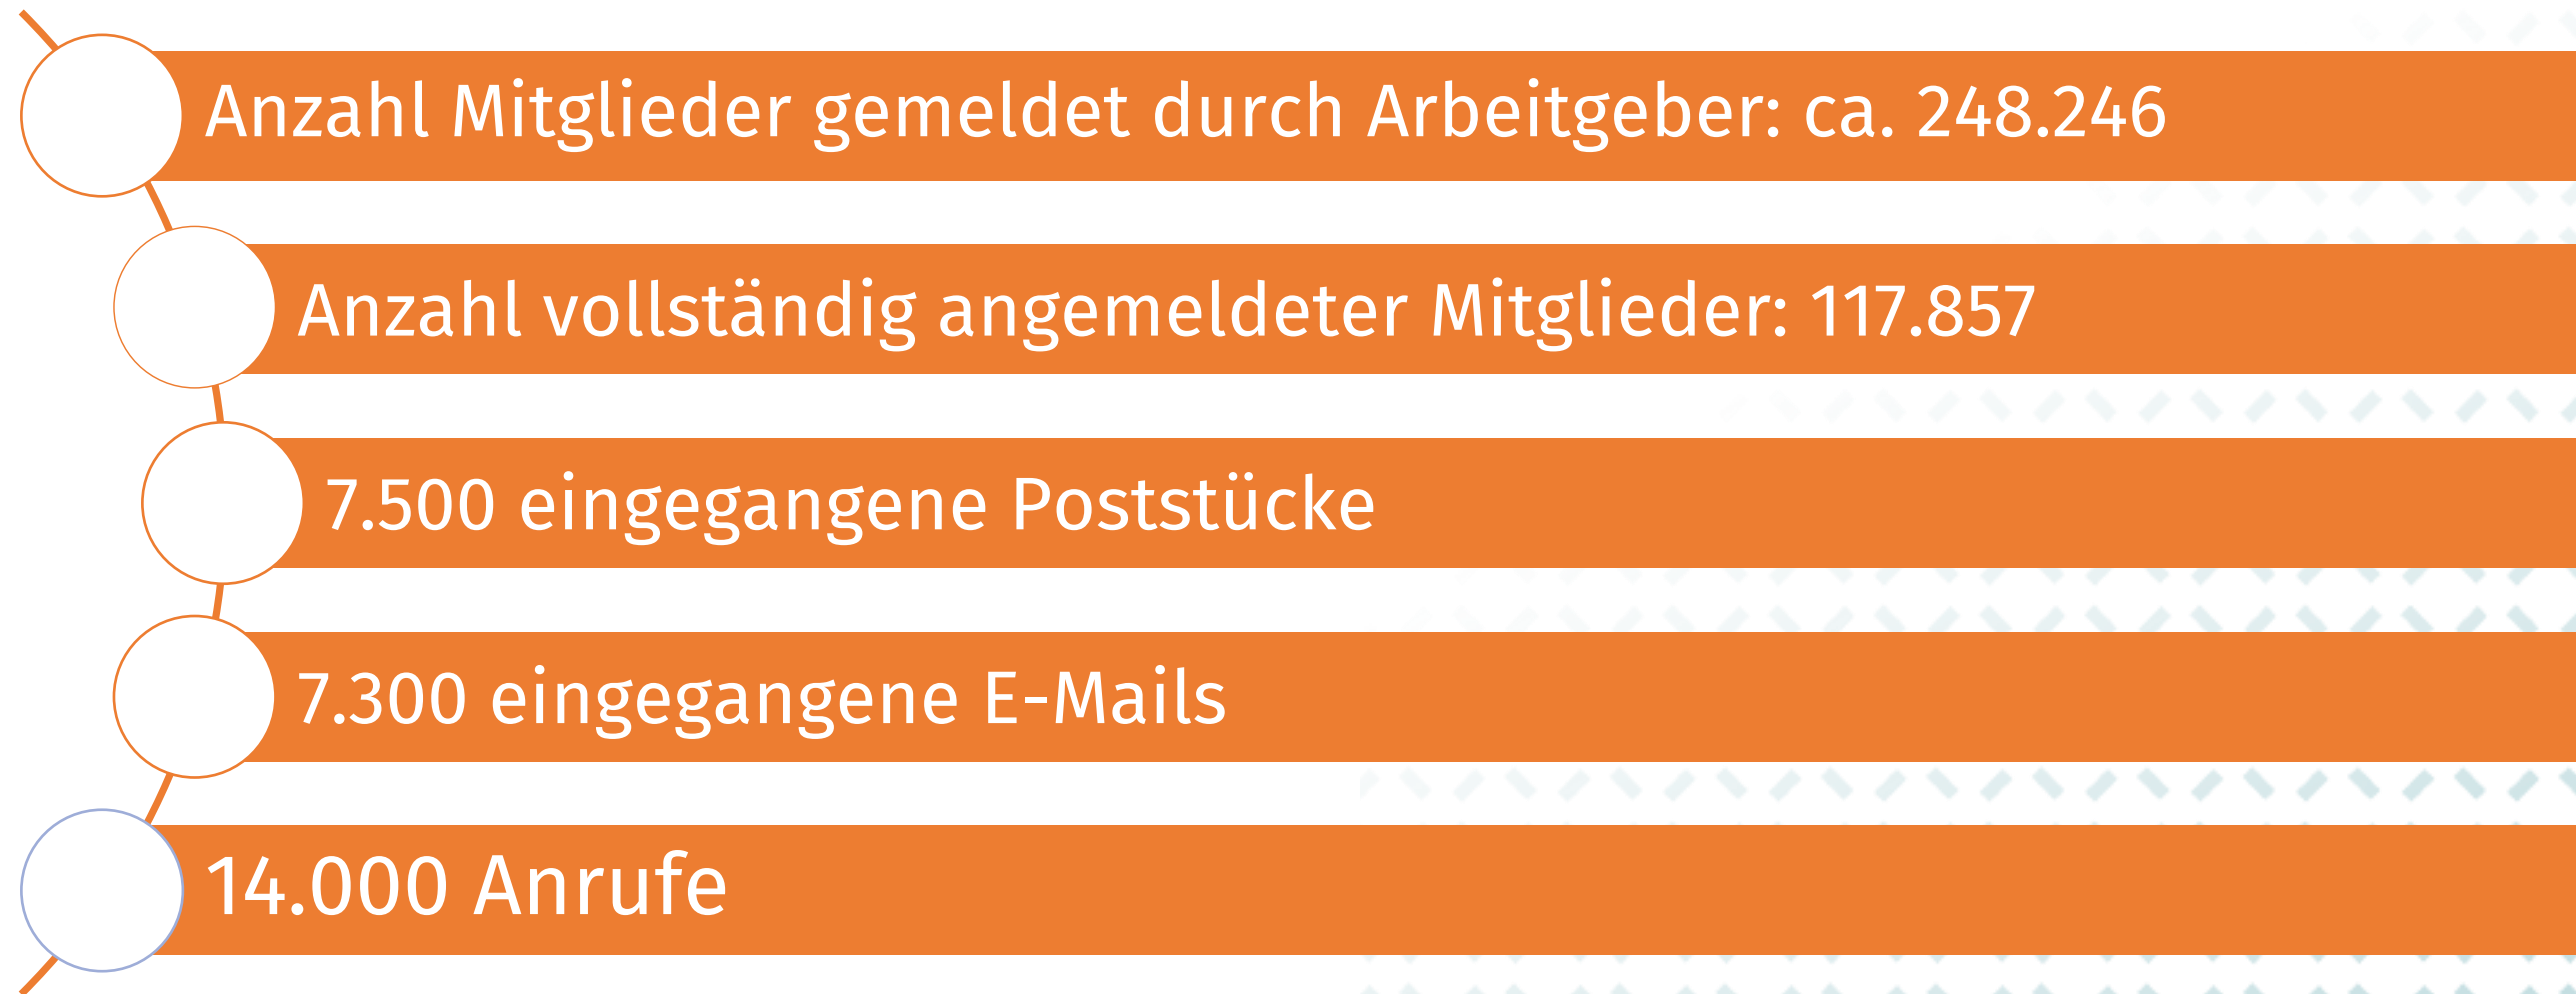 Anzahl Mitglieder gemeldet durch Arbeitgeber: ca. 248.246
Anzahl vollständig angemeldeter Mitglieder: 117.857
7.500 eingegangene Poststücke
7.300 eingegangene E-Mails
14.000 Anrufe